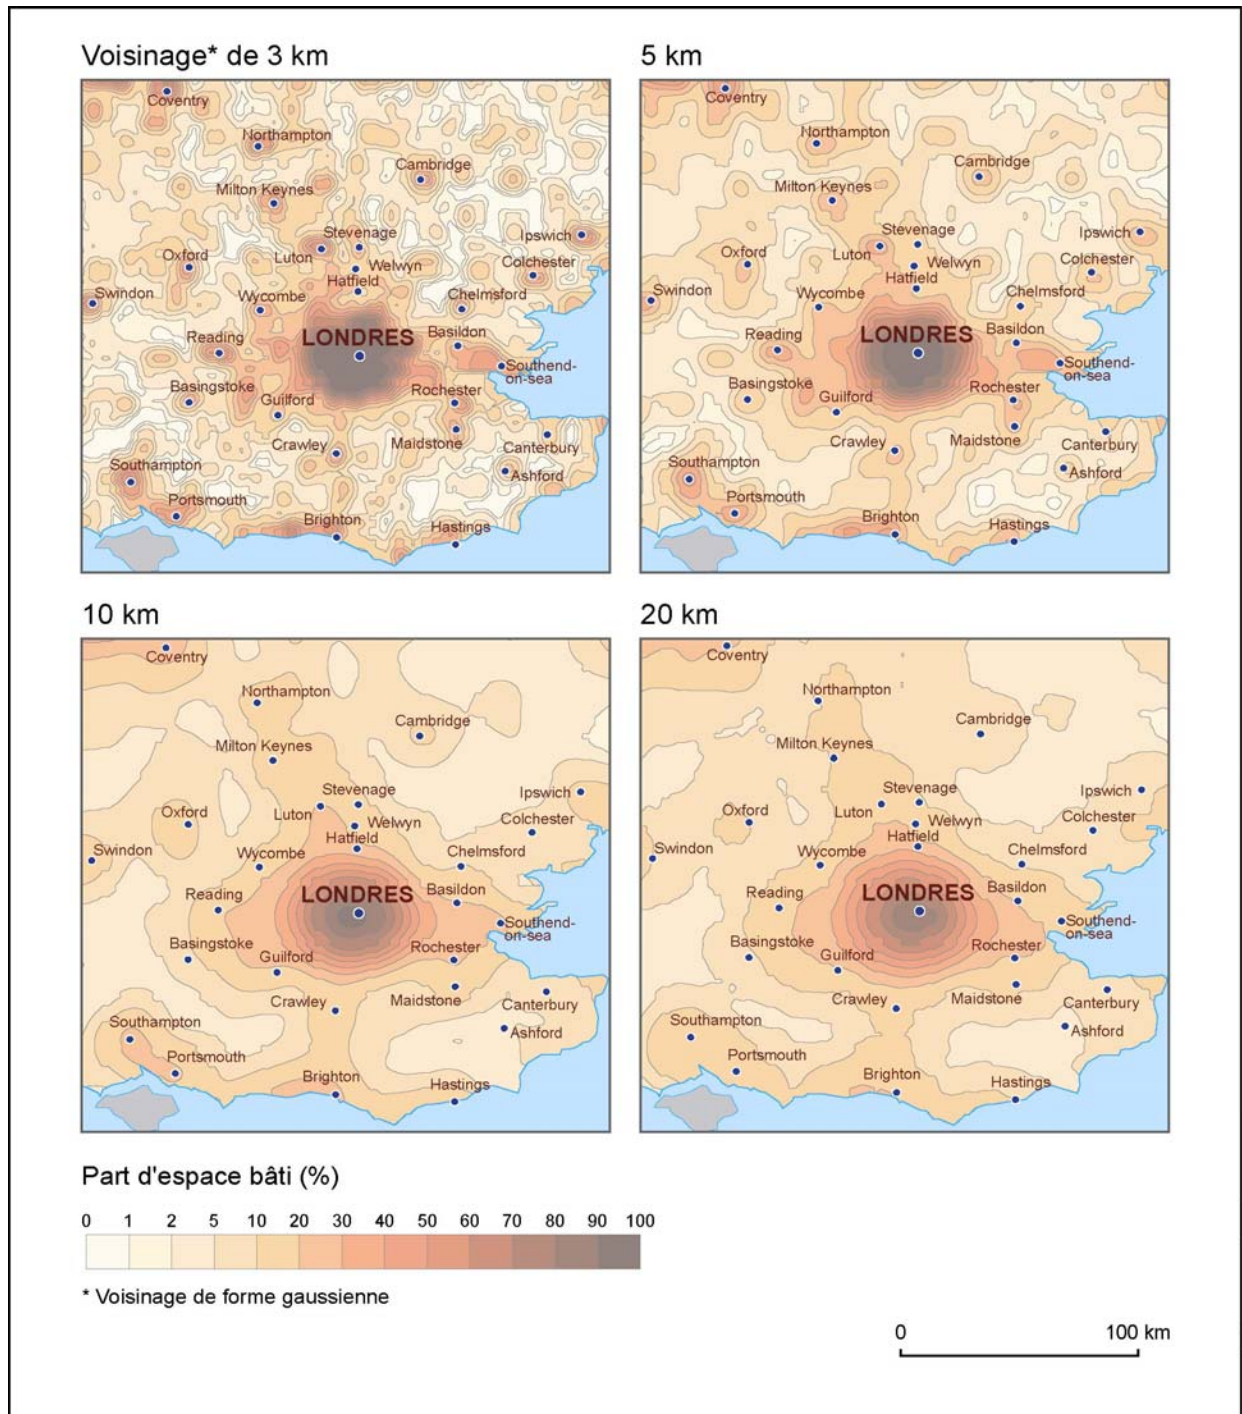 Voisinage* de 3 km
Coventry
Northampton
Cambridge
Milton Keynes
Stevenage
Ipswich
Oxford
Luton
Welwyn
Colchester
Hatfield
Swindon
Wycombe
Chelmsford
Reading
LONDRES
Basildon
Southend-
on-sea
Basingstoke
Guilford
Rochester
Crawley
Maidstone
Canterbury
Southampton
Ashford
Portsmouth
Brighton
Hastings
5 km
Coventry
Northampton
Cambridge
Milton Keynes
Stevenage
Ipswich
Oxford
Luton
Welwyn
Colchester
Hatfield
Swindon
Wycombe
Chelmsford
Reading
LONDRES
Basildon
Southend-
on-sea
Basingstoke
Guilford
Rochester
Crawley
Maidstone
Canterbury
Southampton
Ashford
Portsmouth
Brighton
Hastings
10 km
Coventry
Northampton
Cambridge
Milton Keynes
Stevenage
Ipswich
Oxford
Luton
Welwyn
Colchester
Hatfield
Swindon
Wycombe
Chelmsford
Reading
LONDRES
Basildon
Southend-
on-sea
Basingstoke
Guilford
Rochester
Crawley
Maidstone
Canterbury
Southampton
Ashford
Portsmouth
Brighton
Hastings
20 km
Coventry
Northampton
Cambridge
Milton Keynes
Stevenage
Ipswich
Oxford
Luton
Welwyn
Colchester
Hatfield
Swindon
Wycombe
Chelmsford
Reading
LONDRES
Basildon
Southend-
on-sea
Basingstoke
Guilford
Rochester
Crawley
Maidstone
Canterbury
Southampton
Ashford
Portsmouth
Brighton
Hastings
Part d'espace bâti (%)
0 1 2 5 10 20 30 40 50 60 70 80 90 100
* Voisinage de forme gaussienne
0 100 km